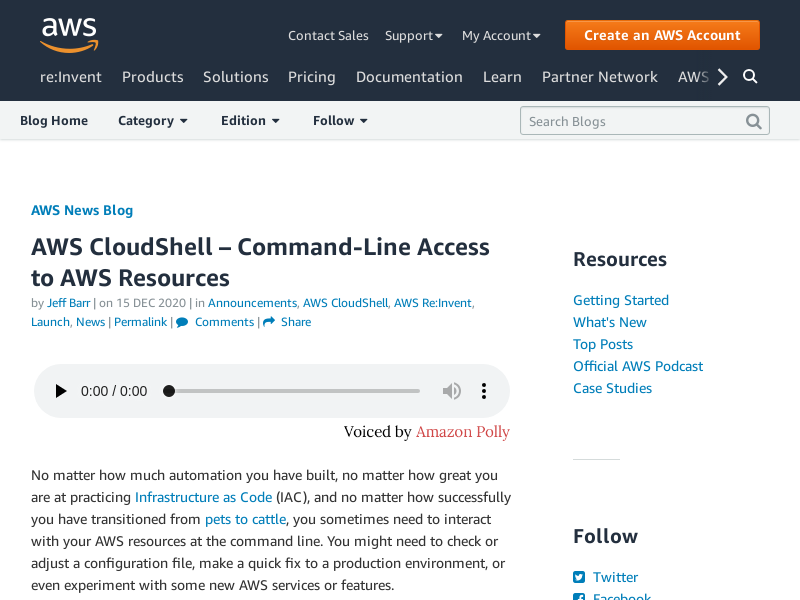 aws
Contact Sales Support My Account Create an AWS Account
re:Invent Products Solutions Pricing Documentation Learn Partner Network AWS
Blog Home Category Edition Follow Search Blogs
AWS News Blog
AWS CloudShell – Command-Line Access
to AWS Resources
by Jeff Barr | on 15 DEC 2020 | in Announcements, AWS CloudShell, AWS Re:Invent,
Launch, News | Permalink | Comments | Share
0:00 / 0:00
Voiced by Amazon Polly
No matter how much automation you have built, no matter how great you
are at practicing Infrastructure as Code (IAC), and no matter how successfully
you have transitioned from pets to cattle, you sometimes need to interact
with your AWS resources at the command line. You might need to check or
adjust a configuration file, make a quick fix to a production environment, or
even experiment with some new AWS services or features.
Resources
Getting Started
What's New
Top Posts
Official AWS Podcast
Case Studies
Follow
Twitter
Facebook